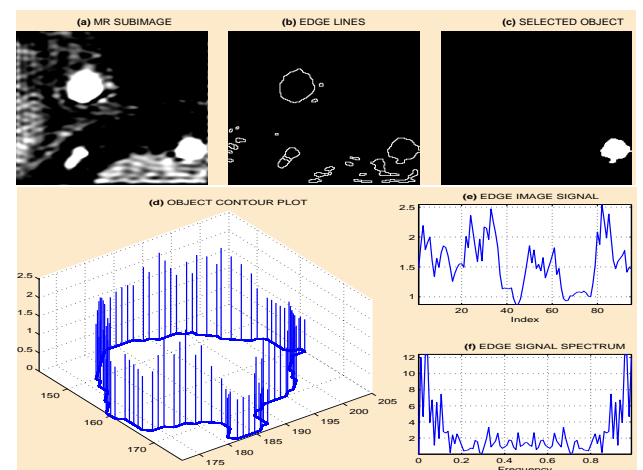 (a) MR SUBIMAGE
(b) EDGE LINES
(c) SELECTED OBJECT
(d) OBJECT CONTOUR PLOT
2.5
2
1.5
1
0.5
0
150
160
170
175
180
185
190
195
200
205
(e) EDGE IMAGE SIGNAL
2.5
2
1.5
1
20 40 60 80
Index
(f) EDGE SIGNAL SPECTRUM
12
10
8
6
4
2
0 0.2 0.4 0.6 0.8
Frequency